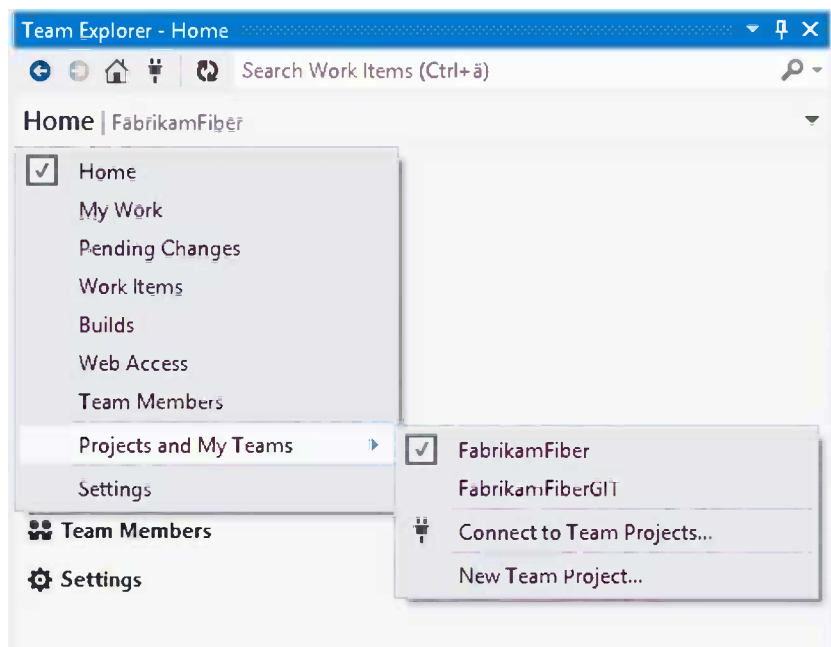 Team Explorer - Home
Search Work Items (Ctrl+ä)
Home | FabrikamFiber
Home
My Work
Pending Changes
Work Items
Builds
Web Access
Team Members
Projects and My Teams
Settings
FabrikamFiber
FabrikamFiberGIT
Connect to Team Projects...
New Team Project...
Team Members
Settings